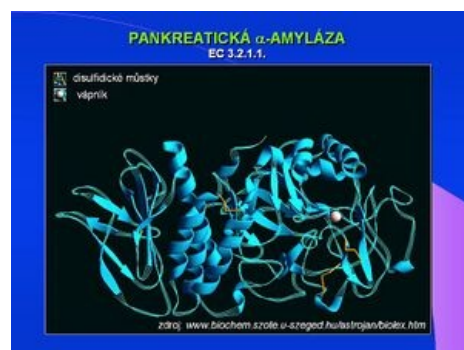 PANKREATICKÁ α-AMYLÁZA
EC 3.2.1.1.
disulfidické můstky
vápník
zdroj: www.biochem.szote.u-szeged.hu/astrojan/biolex.htm